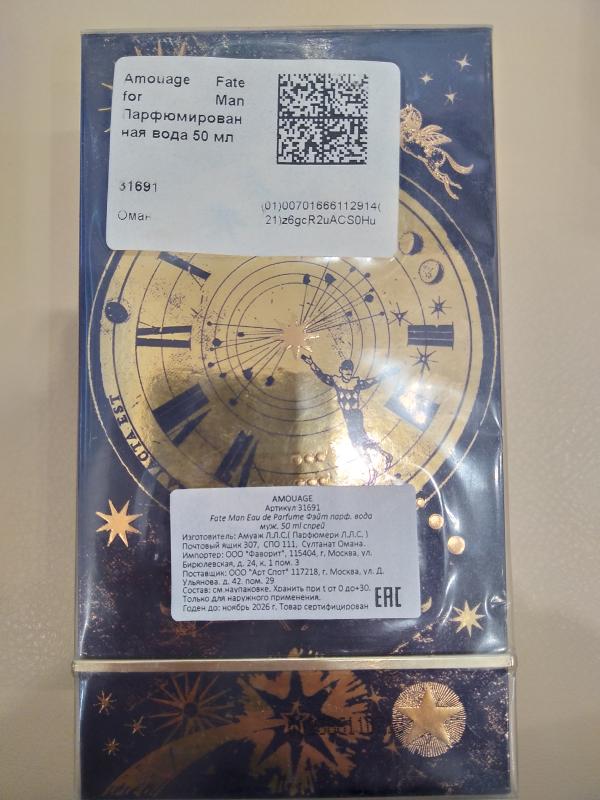 Amouage Fate
for Man
Парфюмирован
ная вода 50 мл
31691
Оман
(01)00701666112914(
21)z6gcR2uACS0Hu
ACTA EST
AMOUAGE
Артикул 31691
Fate Man Eau de Parfume Фэйт парф. вода
муж. 50 ml спрей
Изготовитель: Амуаж Л.Л.С.( Парфюмери Л.Л.С. )
Почтовый ящик 307, СПО 111, Султанат Омана.
Импортер: ООО "Фаворит", 115404, г. Москва, ул.
Бирюлевская, д. 24, к. 1 пом. 3
Поставщик: ООО "Арт Спот" 117218, г. Москва, ул. Д.
Ульянова. д. 42. пом. 29
Состав: см.наупаковке. Хранить при t от 0 до+30.
Только для наружного применения.
Годен до: ноябрь 2026 г. Товар сертифицирован
EAC